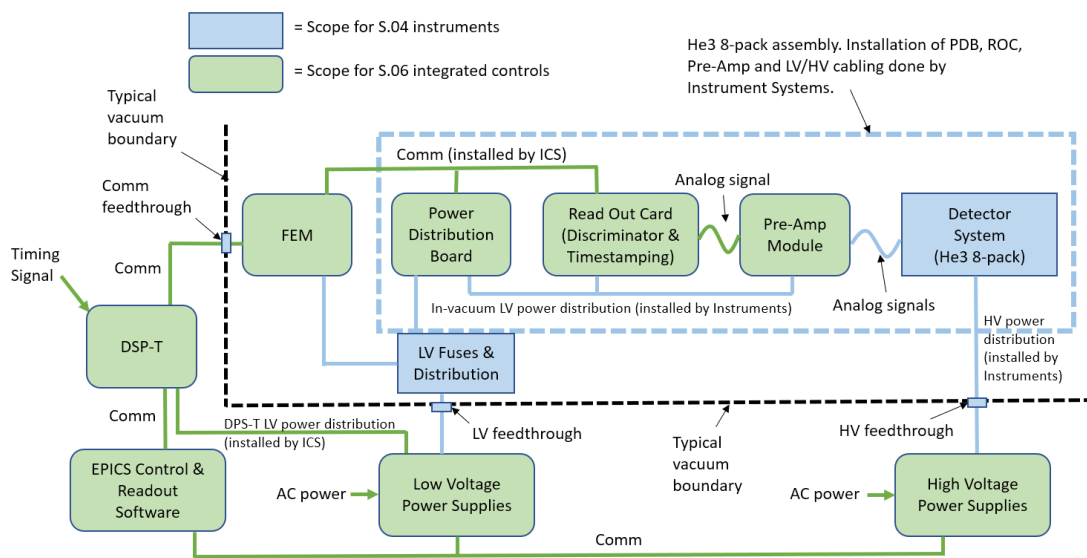 = Scope for S.04 instruments
= Scope for S.06 integrated controls
He3 8-pack assembly. Installation of PDB, ROC,
Pre-Amp and LV/HV cabling done by
Instrument Systems.
Typical
vacuum
boundary
Comm
feedthrough
Comm (installed by ICS)
Analog signal
FEM
Power
Distribution
Board
Read Out Card
(Discriminator &
Timestamping)
Pre-Amp
Module
Detector
System
(He3 8-pack)
Timing
Signal
Comm
Analog signals
In-vacuum LV power distribution (installed by Instruments)
HV power
distribution
(installed by
Instruments)
DSP-T
LV Fuses &
Distribution
Comm
DPS-T LV power distribution
(installed by ICS)
LV feedthrough
Typical
vacuum
boundary
HV feedthrough
EPICS Control &
Readout
Software
AC power
Low Voltage
Power Supplies
AC power
High Voltage
Power Supplies
Comm